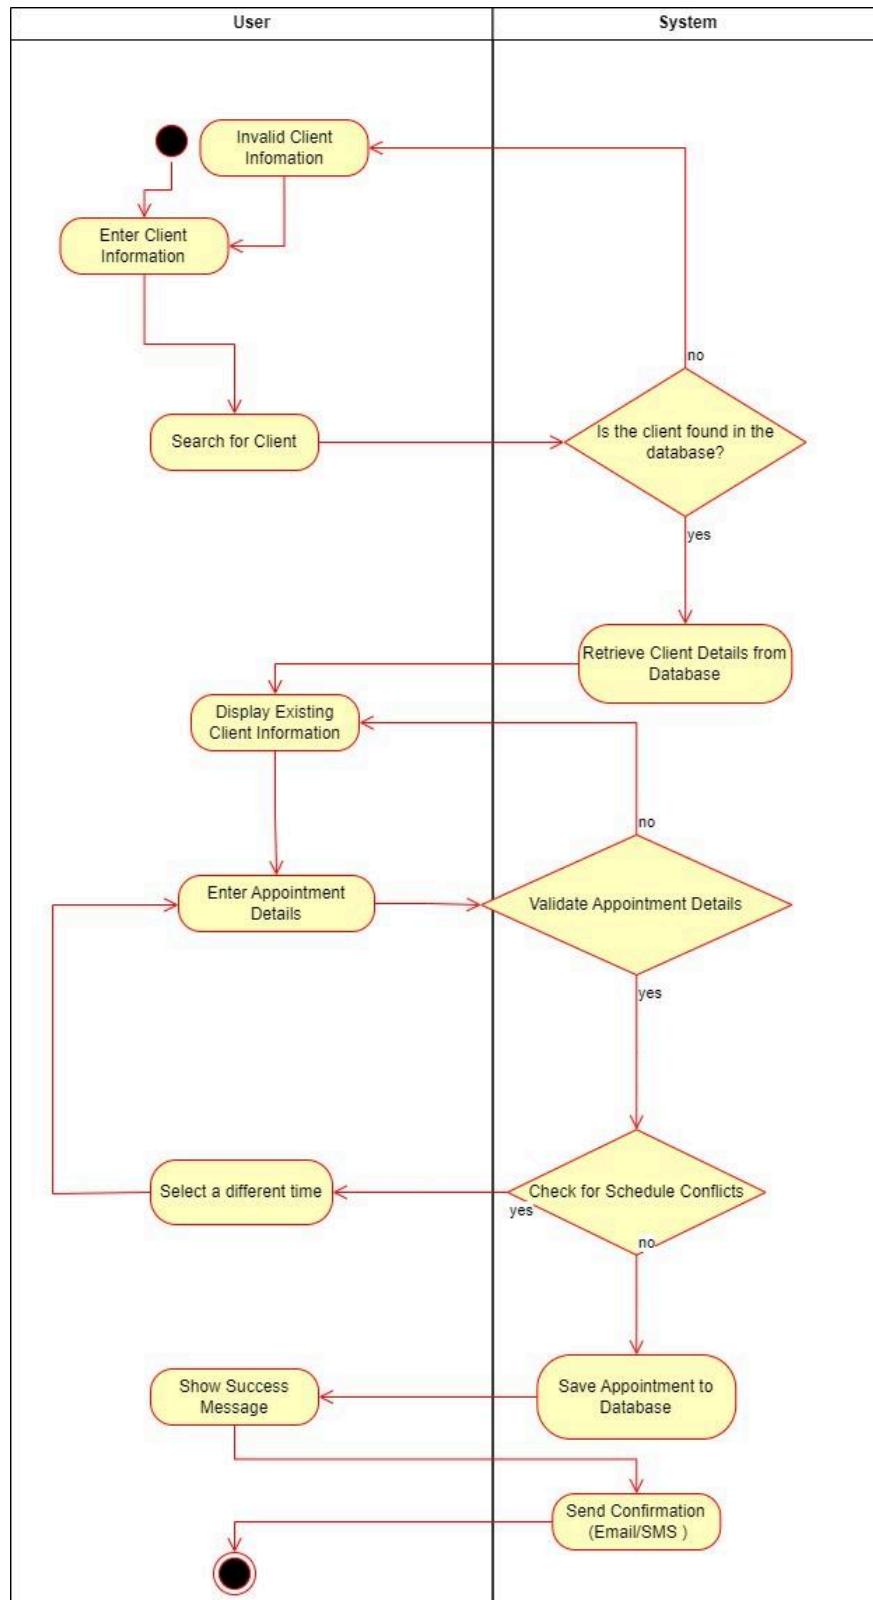 User
System
Invalid Client
Infomation
Enter Client
Information
no
Search for Client
Is the client found in the
database?
yes
Retrieve Client Details from
Database
Display Existing
Client Information
no
Enter Appointment
Details
Validate Appointment Details
yes
Select a different time
Check for Schedule Conflicts
yes
no
Show Success
Message
Save Appointment to
Database
Send Confirmation
(Email/SMS )